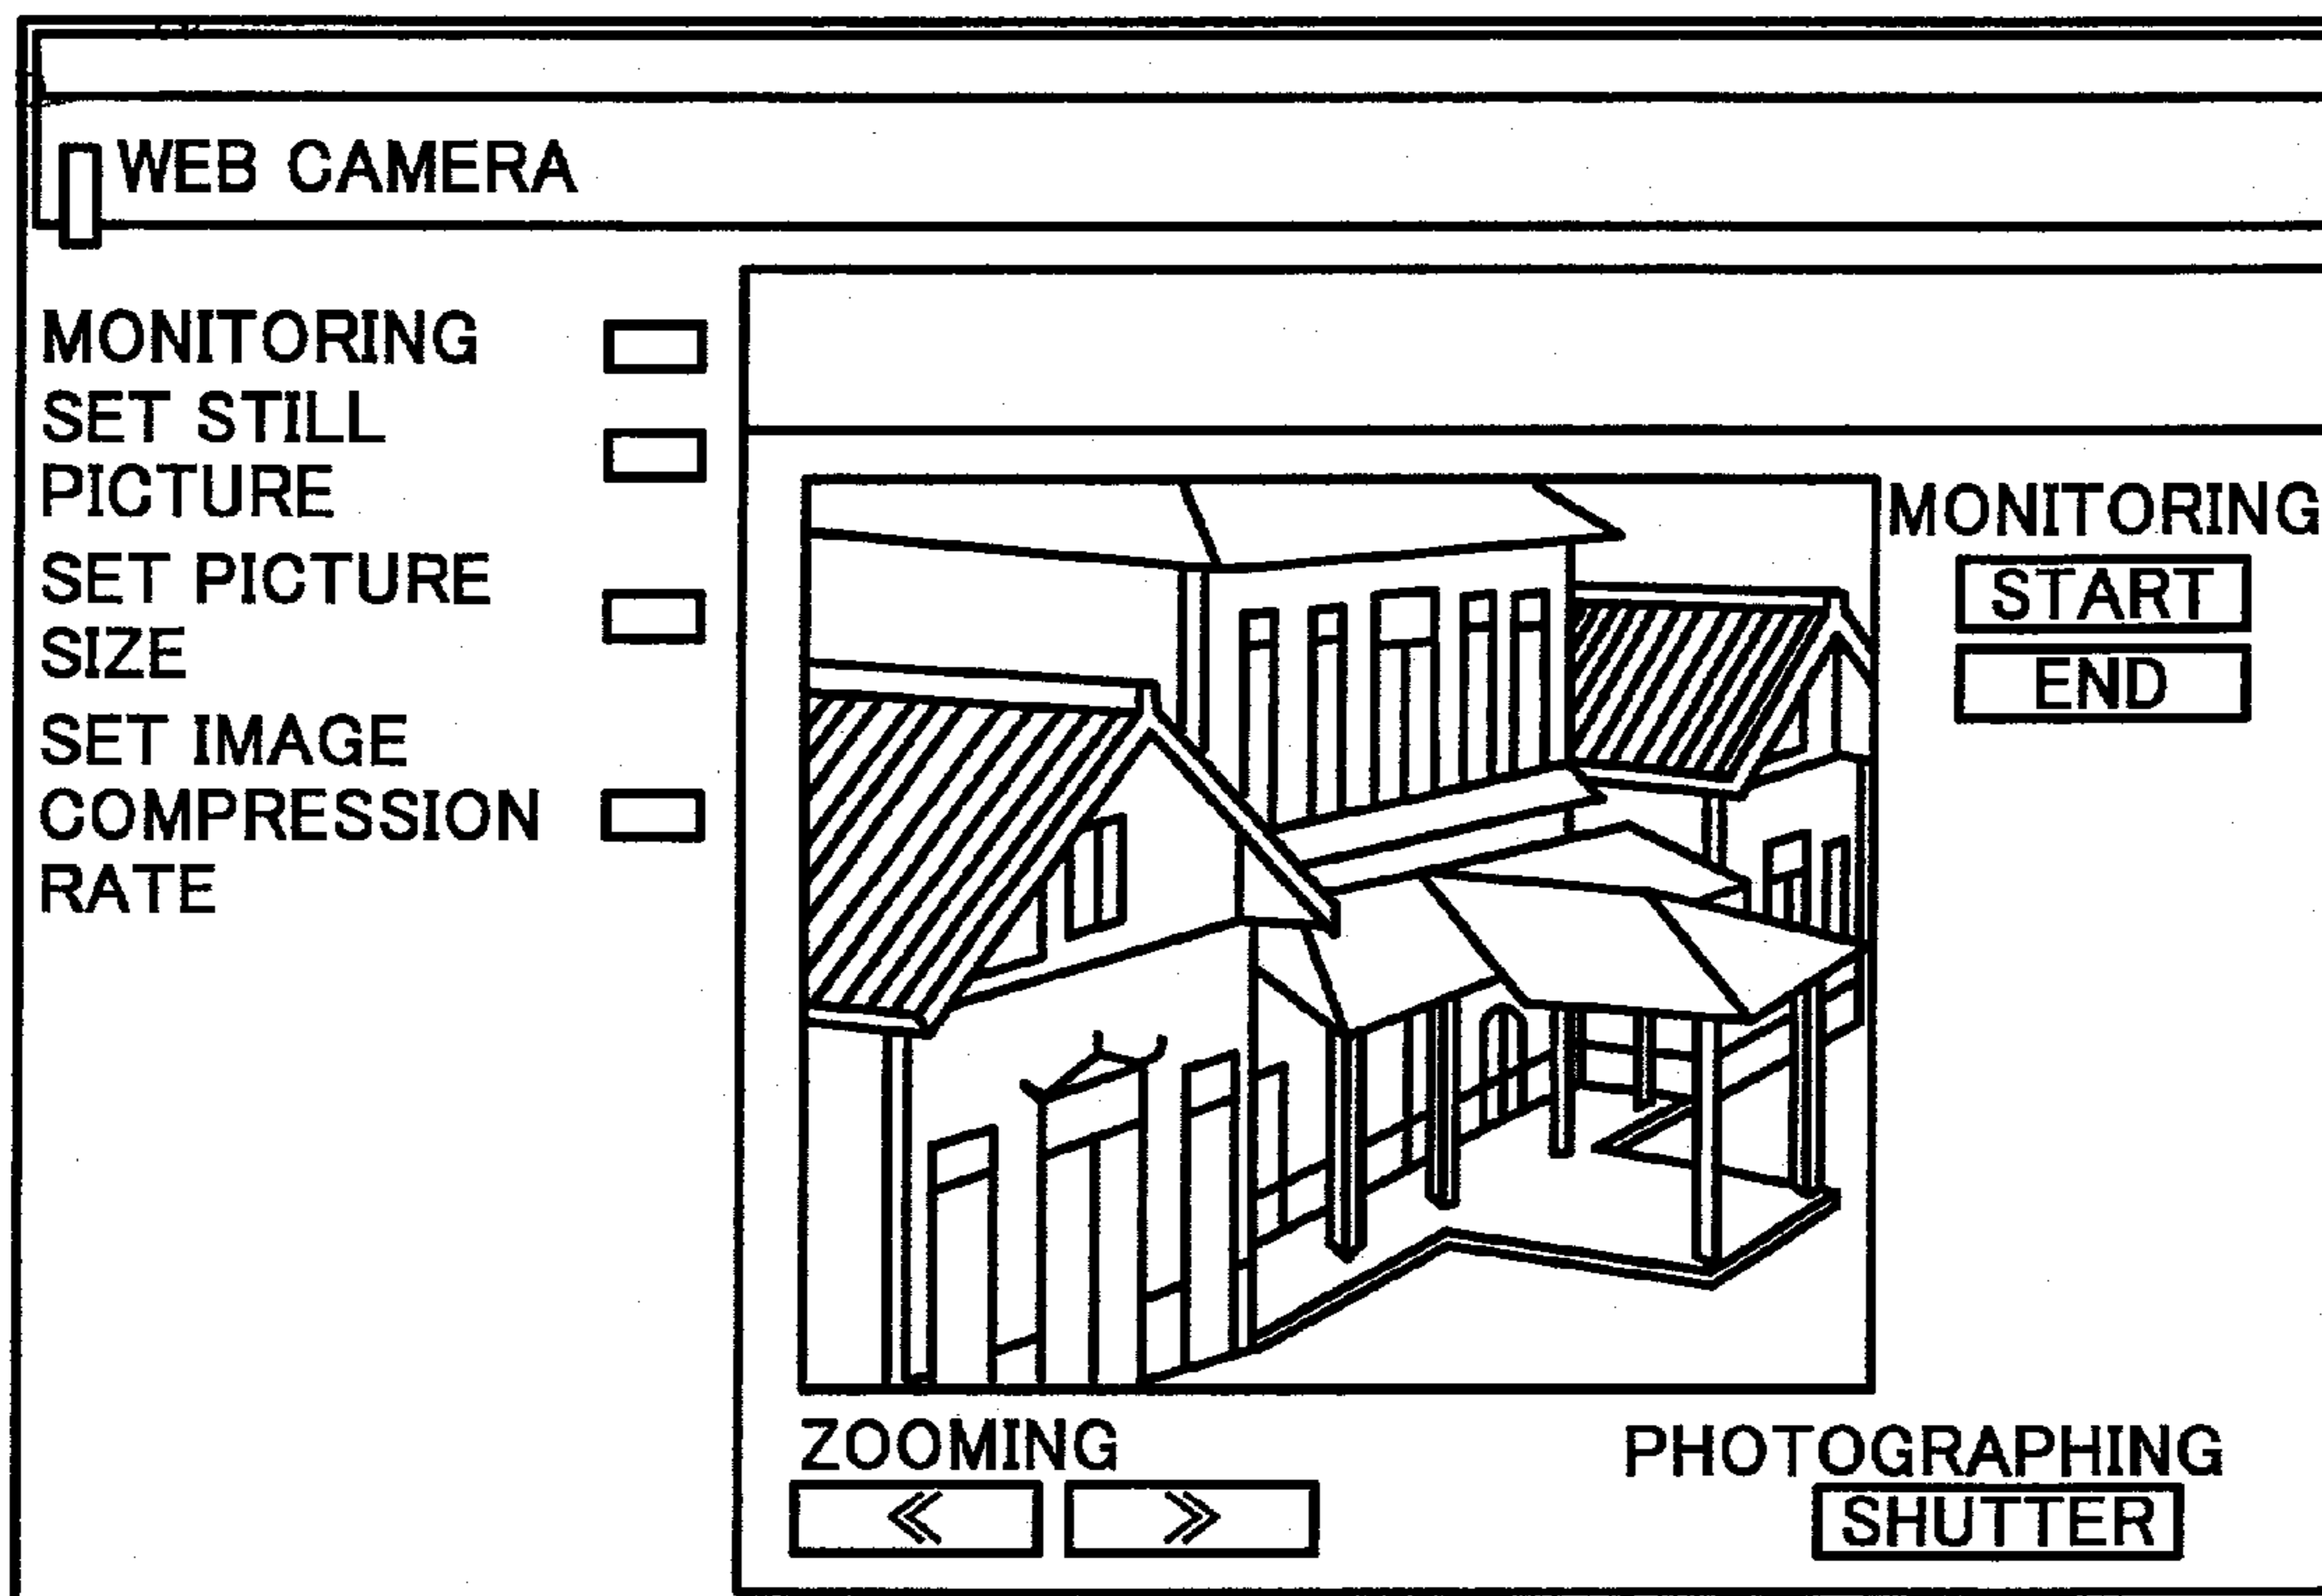 WEB CAMERA
MONITORING
SET STILL
PICTURE
SET PICTURE
SIZE
SET IMAGE
COMPRESSION
RATE
MONITORING
START
END
ZOOMING
≪ ≫
PHOTOGRAPHING
SHUTTER